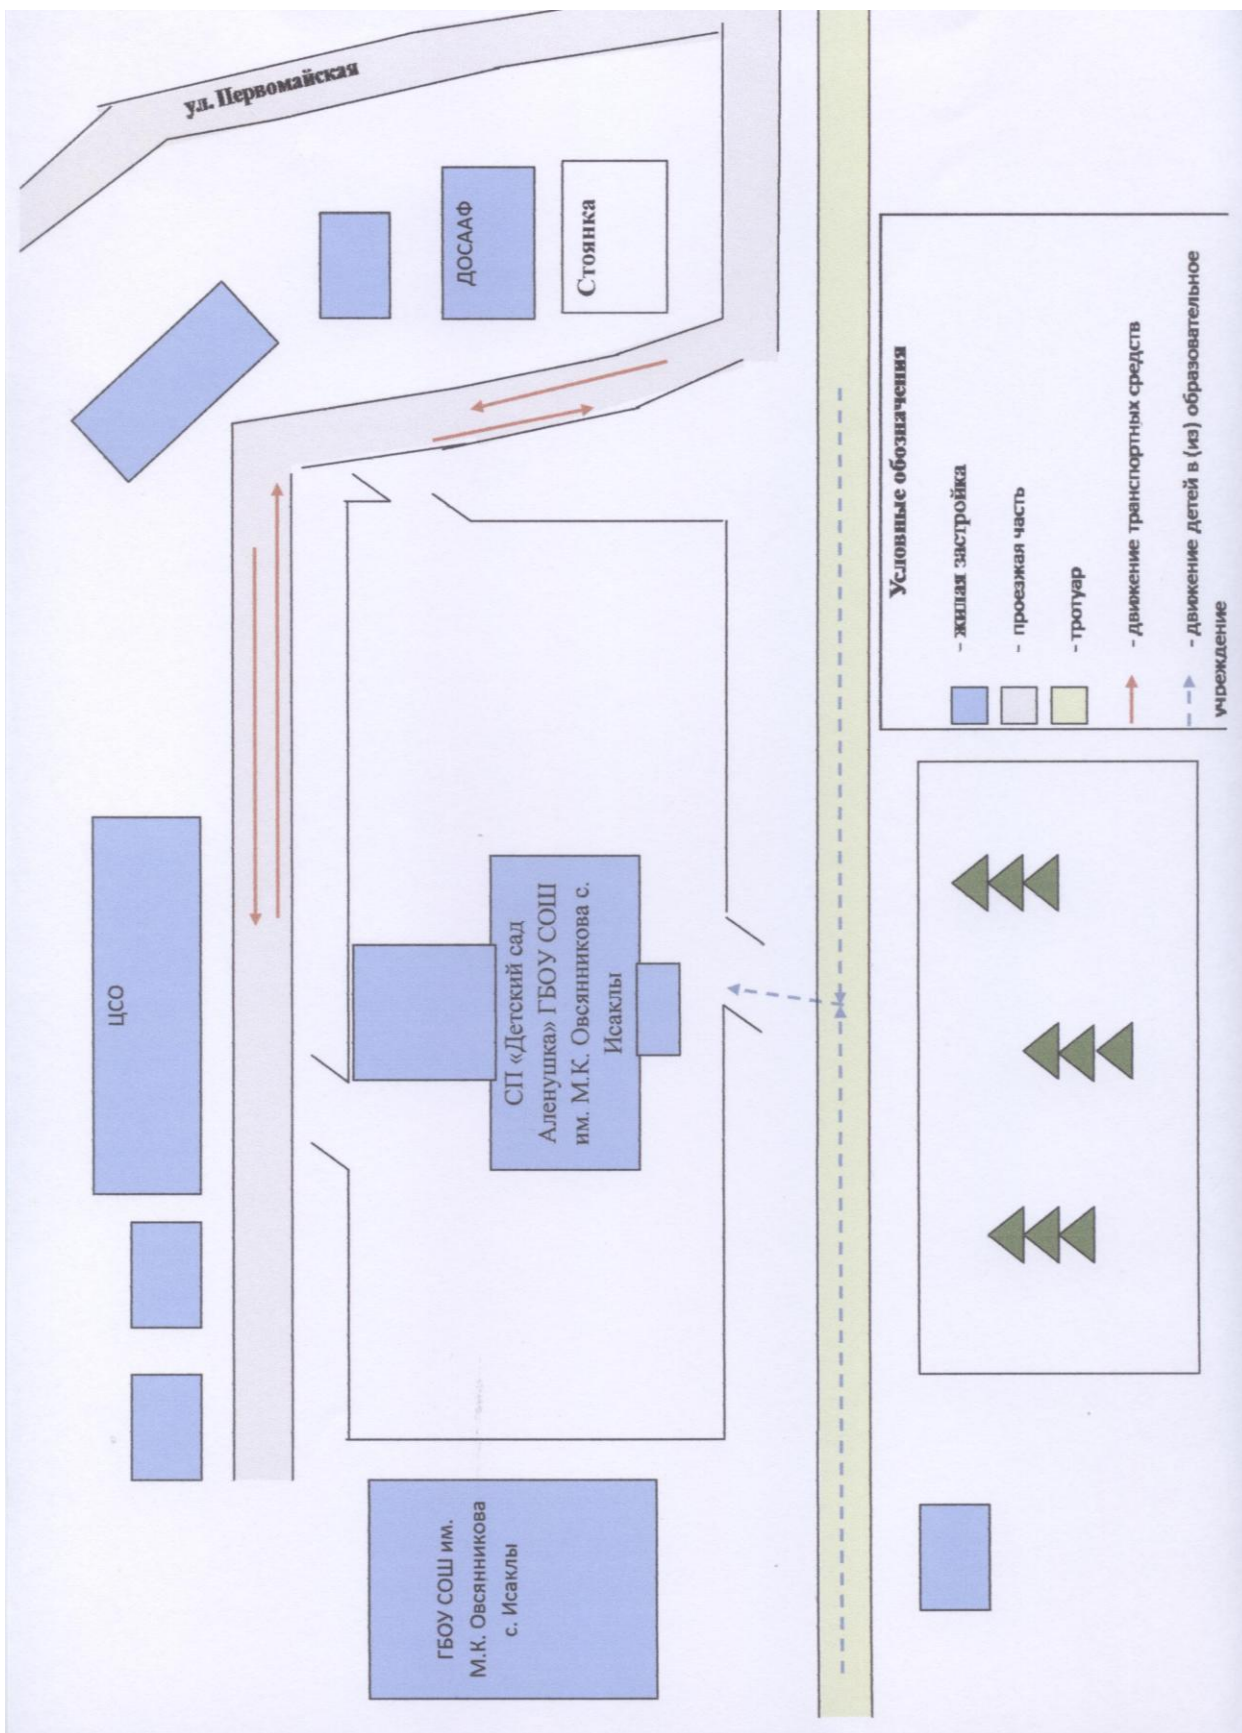 ул. Первомайская
ДОСААФ
Стоянка
ЦСО
СП «Детский сад
Аленушка» ГБОУ СОШ
им. М.К. Овсянникова с.
Исаклы
ГБОУ СОШ им.
М.К. Овсянникова
с. Исаклы
Условные обозначения
- жилая застройка
- проезжая часть
- тротуар
- движение транспортных средств
- движение детей в (из) образовательное
учреждение